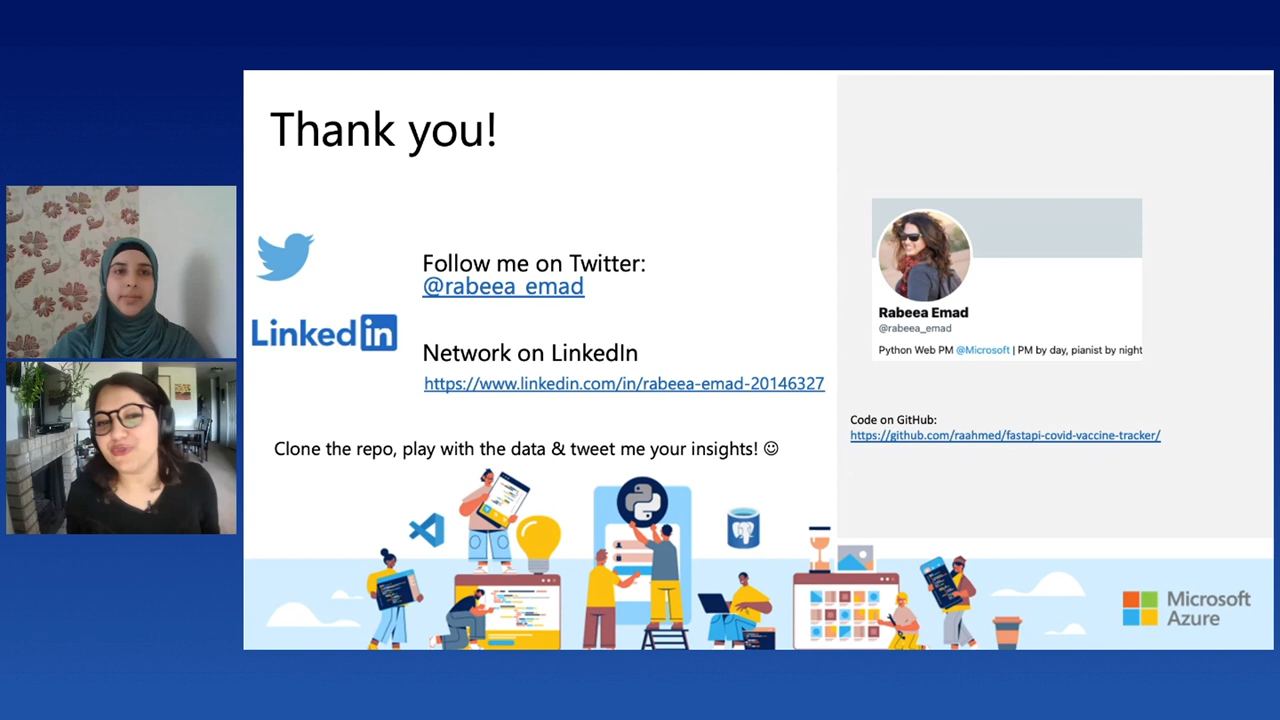 Thank you!
Follow me on Twitter:
@rabeea_emad
LinkedIn
Network on LinkedIn
https://www.linkedin.com/in/rabeea-emad-20146327
Clone the repo, play with the data & tweet me your insights! ☺
Rabeea Emad
@rabeea_emad
Python Web PM @Microsoft | PM by day, pianist by night
Code on GitHub:
https://github.com/raahmed/fastapi-covid-vaccine-tracker/
Microsoft
Azure